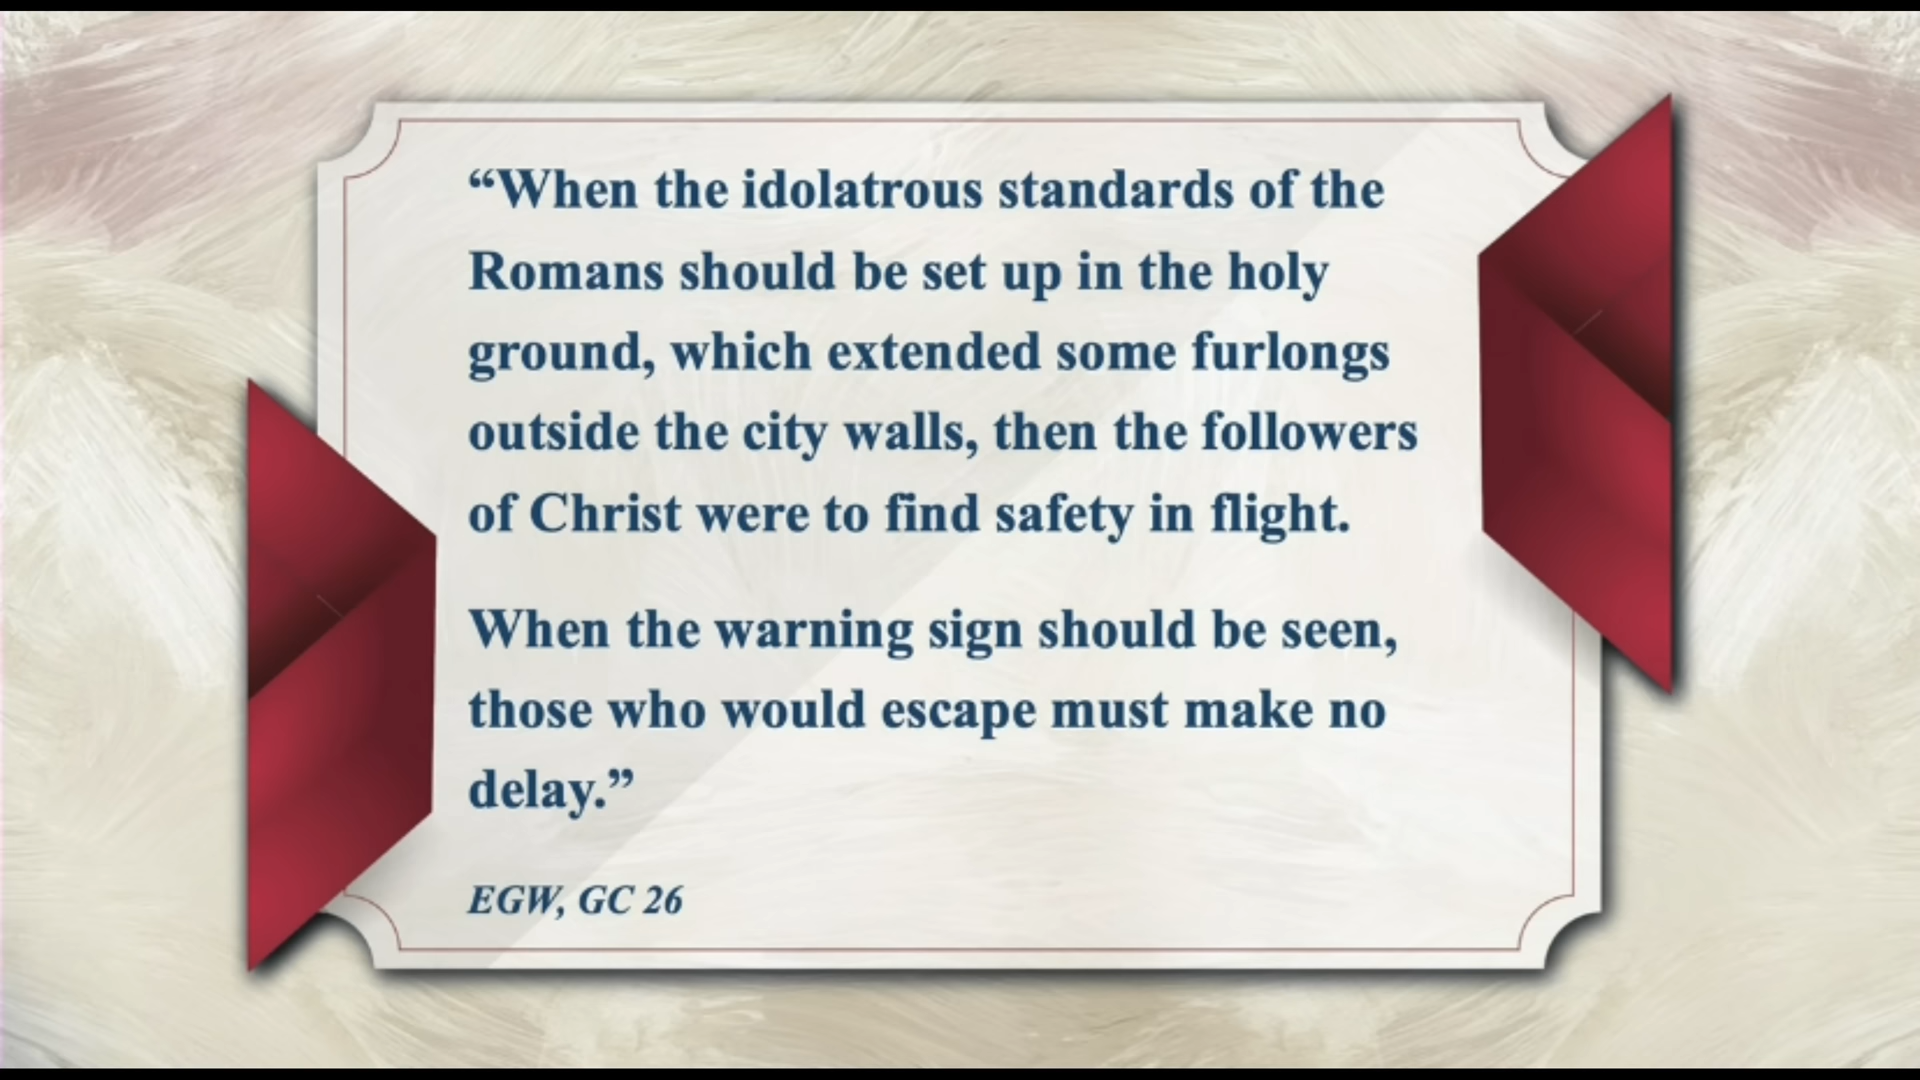 “When the idolatrous standards of the
Romans should be set up in the holy
ground, which extended some furlongs
outside the city walls, then the followers
of Christ were to find safety in flight.
When the warning sign should be seen,
those who would escape must make no
delay.”
EGW, GC 26